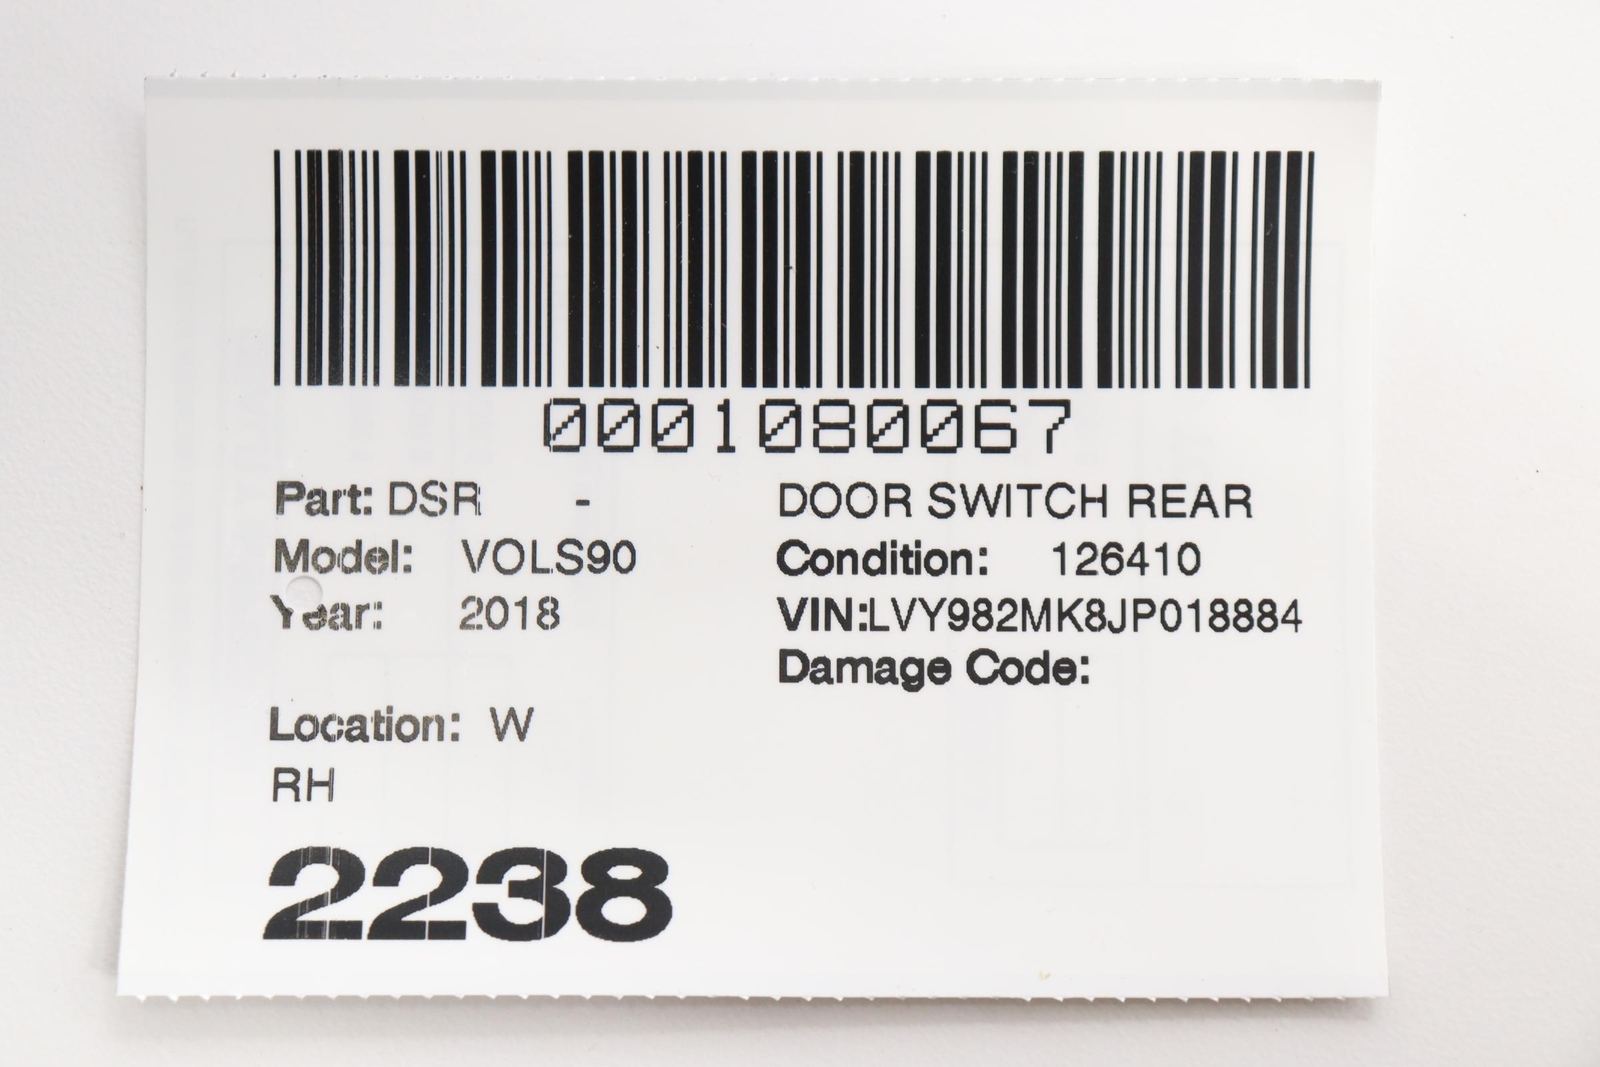 0001080067
Part: DSR - DOOR SWITCH REAR
Model: VOLS90 Condition: 126410
Year: 2018 VIN:LVY982MK8JP018884
Damage Code:
Location: W
RH
2238